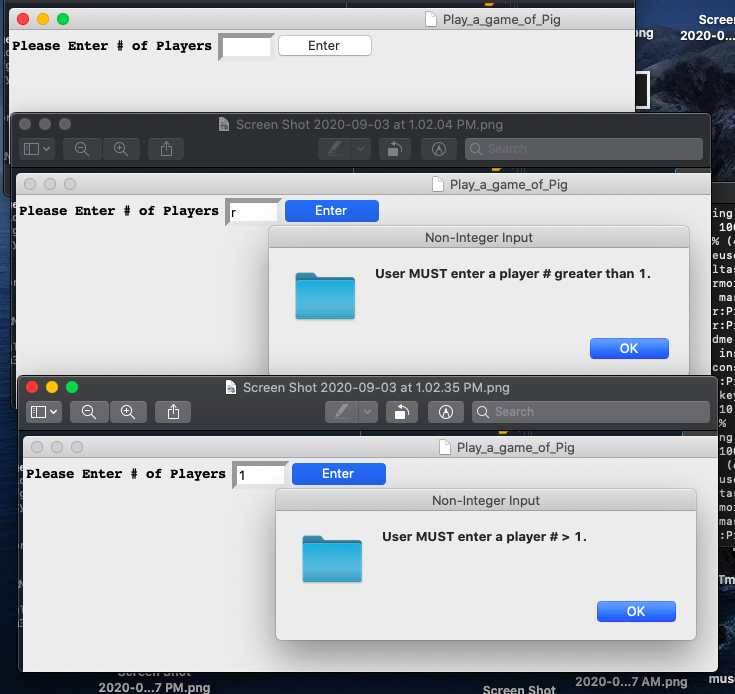 Screen
Play_a_game_of_Pig
2020-0...
Please Enter # of Players Enter
Screen Shot 2020-09-03 at 1.02.04 PM.png
Search
Play_a_game_of_Pig
Please Enter # of Players r Enter
Non-Integer Input
User MUST enter a player # greater than 1.
OK
Screen Shot 2020-09-03 at 1.02.35 PM.png
Search
Play_a_game_of_Pig
Please Enter # of Players 1 Enter
Non-Integer Input
User MUST enter a player # > 1.
OK
Screen Shot
2020-0...7 PM.png
2020-0...7 AM.png
Screen Shot